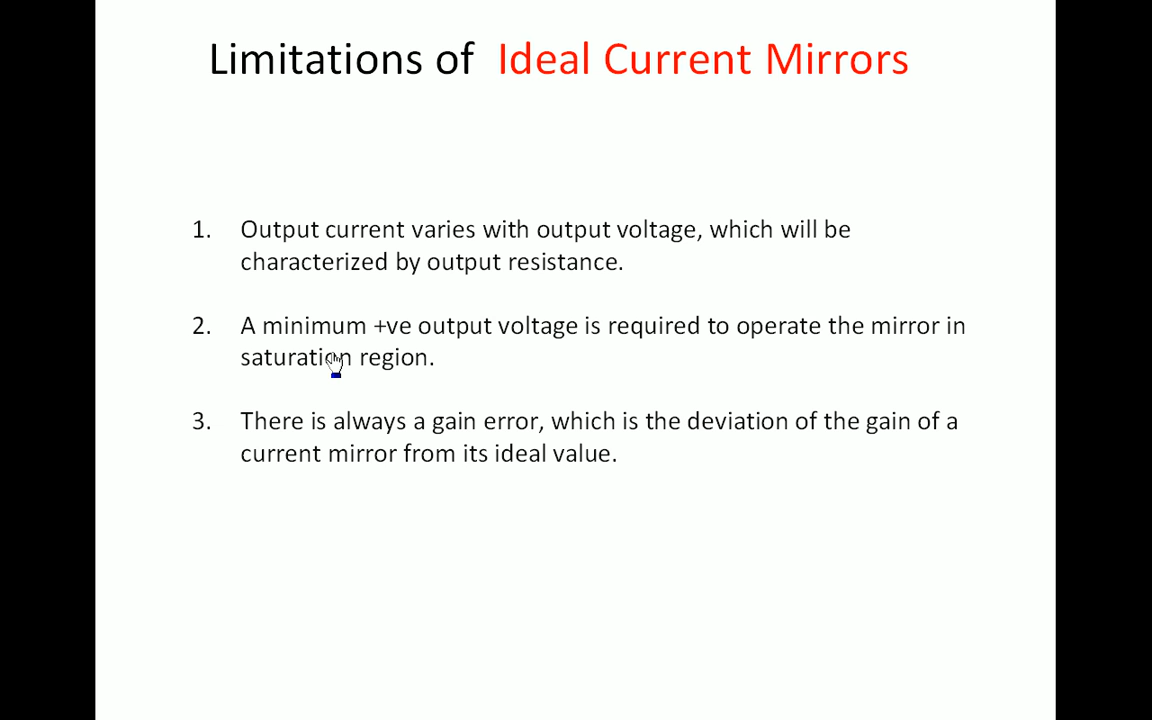 Limitations of Ideal Current Mirrors
1. Output current varies with output voltage, which will be
characterized by output resistance.
2. A minimum +ve output voltage is required to operate the mirror in
saturation region.
3. There is always a gain error, which is the deviation of the gain of a
current mirror from its ideal value.